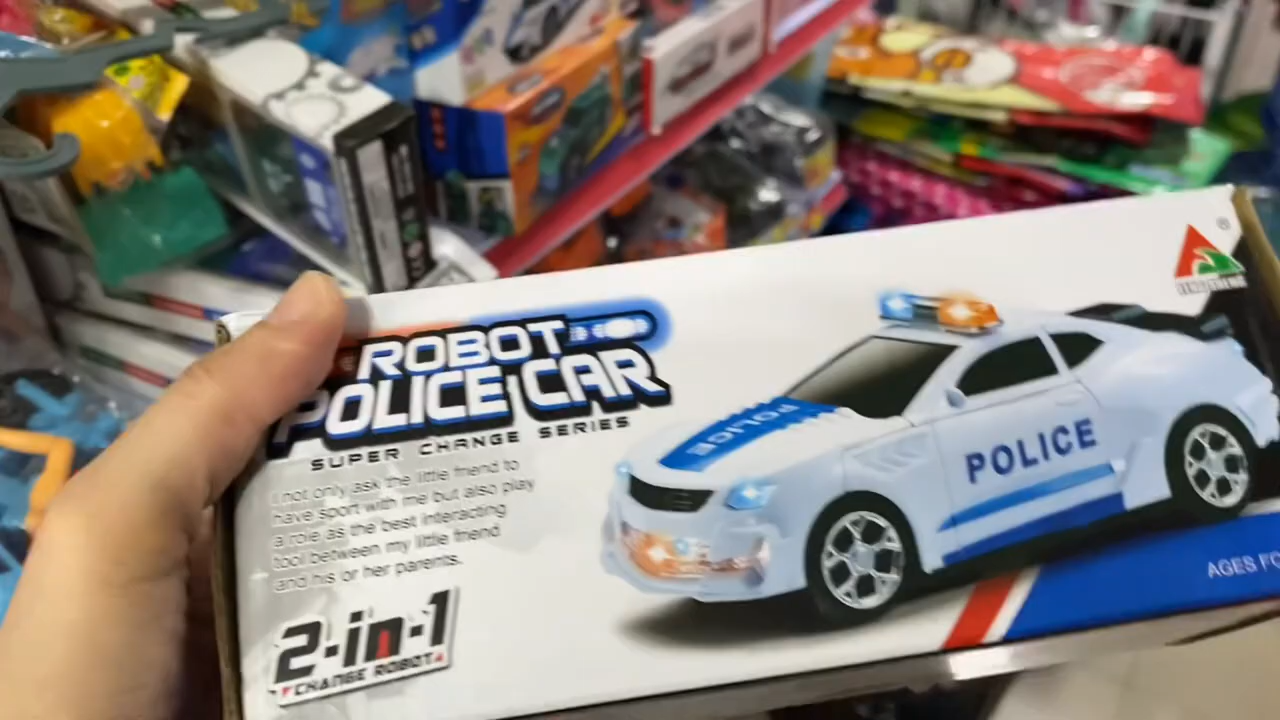 ROBOT
POLICE CAR
SUPER CHANGE SERIES
I not only ask the little friend to
have sport with me but also play
a role as the best interacting
tool between my little friend
and his or her parents.
2-in-1
CHANGE ROBOT
POLICE
POLICE
®
AGES FO